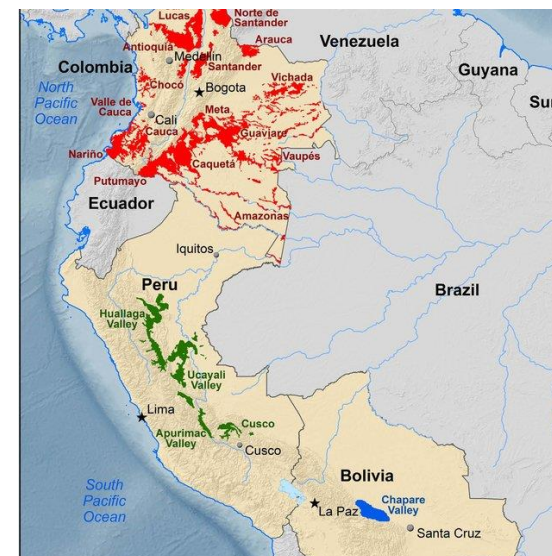 Lucas
Norte de
Santander
Arauca
Antioquia
Medellín
Santander
Venezuela
Colombia
Guyana
Chocó
Bogota
Vichada
Su
North
Pacific
Ocean
Valle de
Cauca
Meta
Cali
Cauca
Guaviare
Nariño
Caquetá
Vaupés
Putumayo
Ecuador
Amazonas
Iquitos
Peru
Brazil
Huallaga
Valley
Ucayali
Valley
Lima
Apurimac
Valley
Cusco
Cusco
South
Pacific
Ocean
Bolivia
La Paz
Chapare
Valley
Santa Cruz